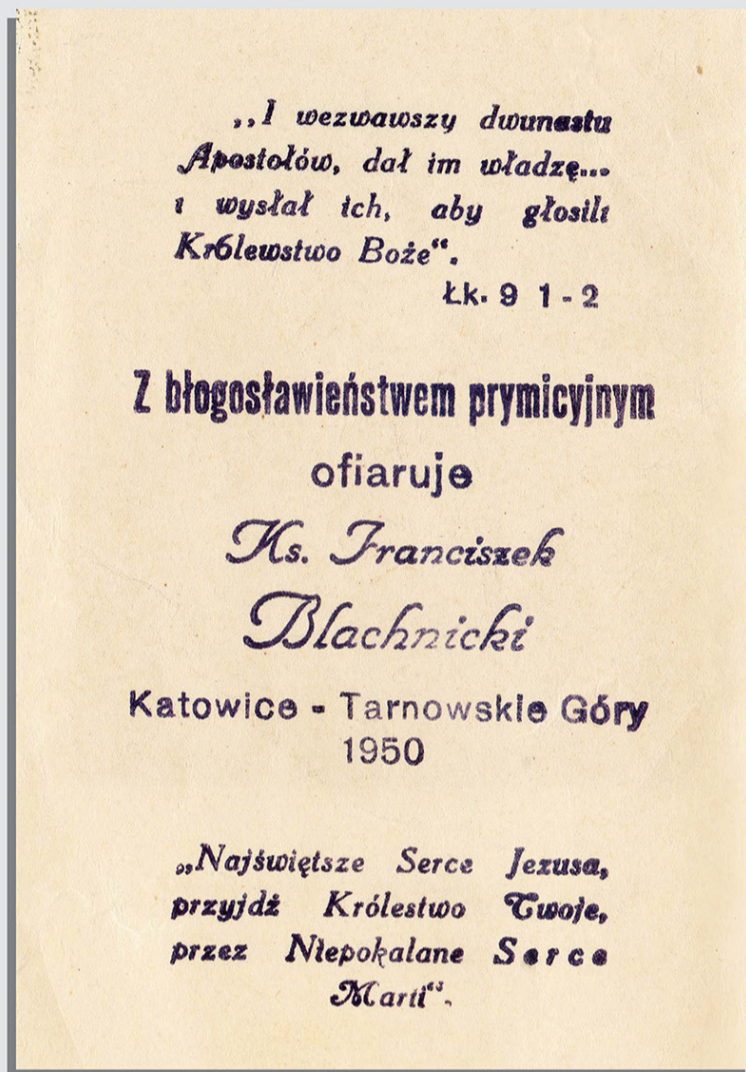 „I wezwawszy dwunastu
Apostołów, dał im władzę...
i wysłał ich, aby głosili
Królewstwo Boże“.
Łk. 9 1-2
Z błogosławieństwem prymicyjnym
ofiaruje
Ks. Franciszek
Blachnicki
Katowice - Tarnowskie Góry
1950
„Najświętsze Serce Jezusa,
przyjdź Królestwo Twoje,
przez Niepokalane Serce
Marii“.